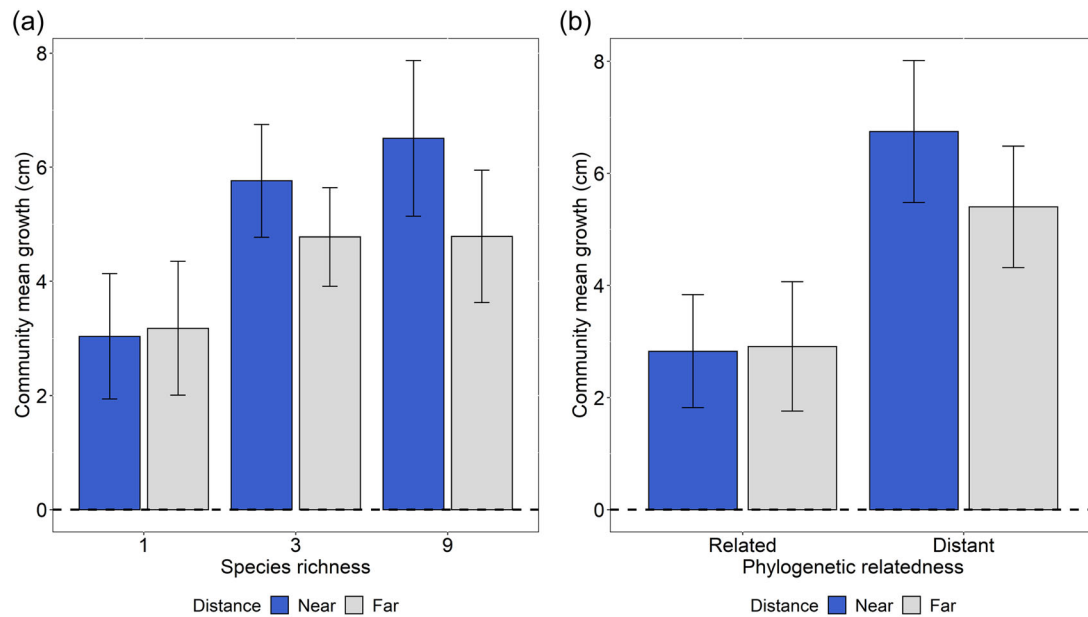 (a)
Community mean growth (cm)
8
6
4
2
0
1 3 9
Species richness
Distance Near Far
(b)
Community mean growth (cm)
8
6
4
2
0
Related Distant
Phylogenetic relatedness
Distance Near Far